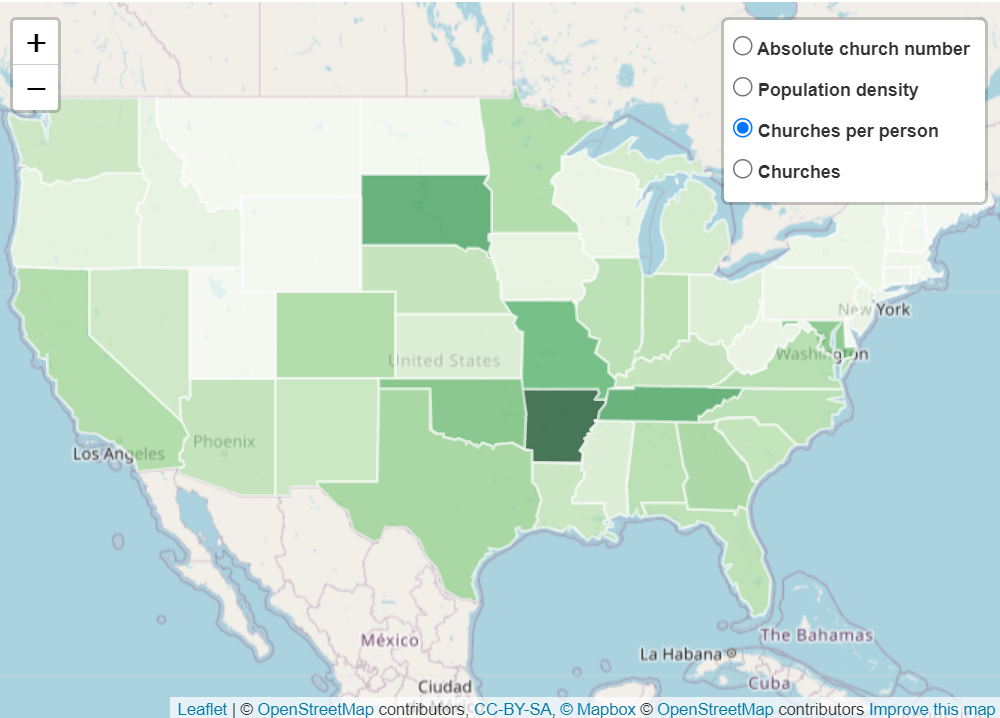 +
−
Absolute church number
Population density
Churches per person
Churches
New York
United States
Washington
Phoenix
Los Angeles
México
The Bahamas
La Habana
Ciudad
Cuba
Leaflet | © OpenStreetMap contributors, CC-BY-SA, © Mapbox © OpenStreetMap contributors Improve this map